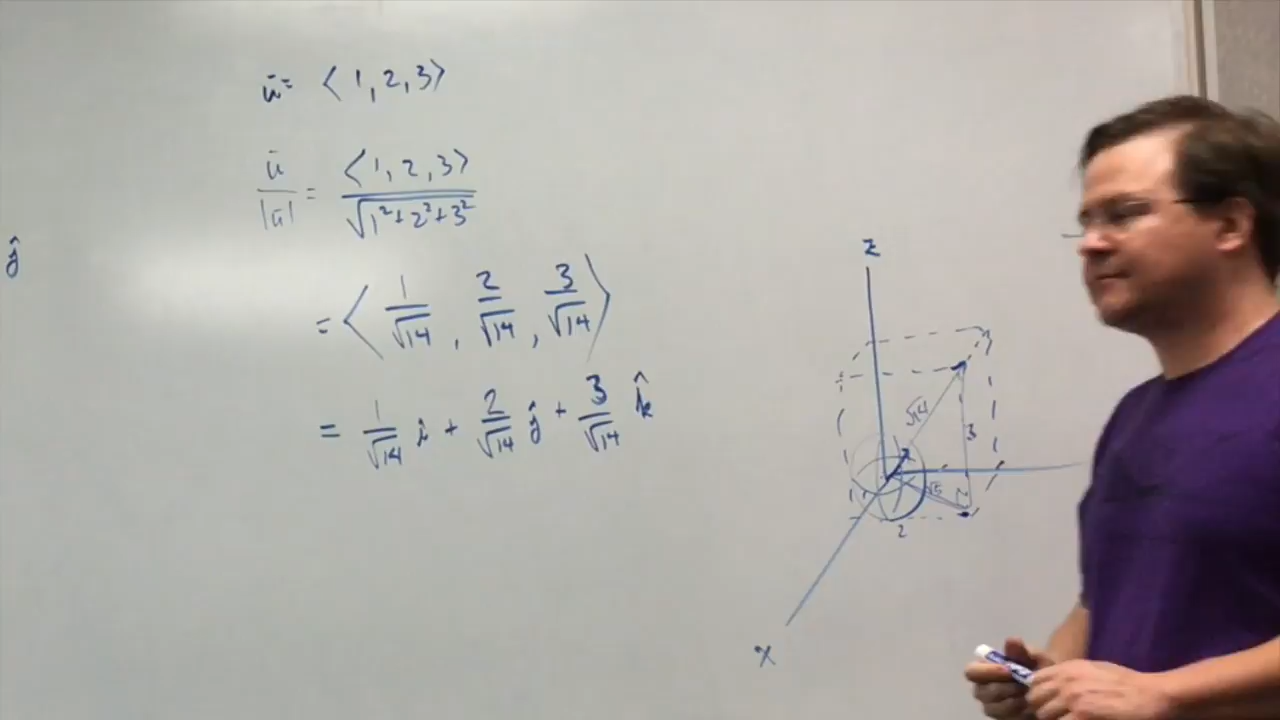 ū = ⟨1, 2, 3⟩
ū/|ū| = ⟨1, 2, 3⟩/√(1²+2²+3²)
ĵ
= ⟨1/√14, 2/√14, 3/√14⟩
= 1/√14 î + 2/√14 ĵ + 3/√14 k̂
z
√14
3
√5
2
x